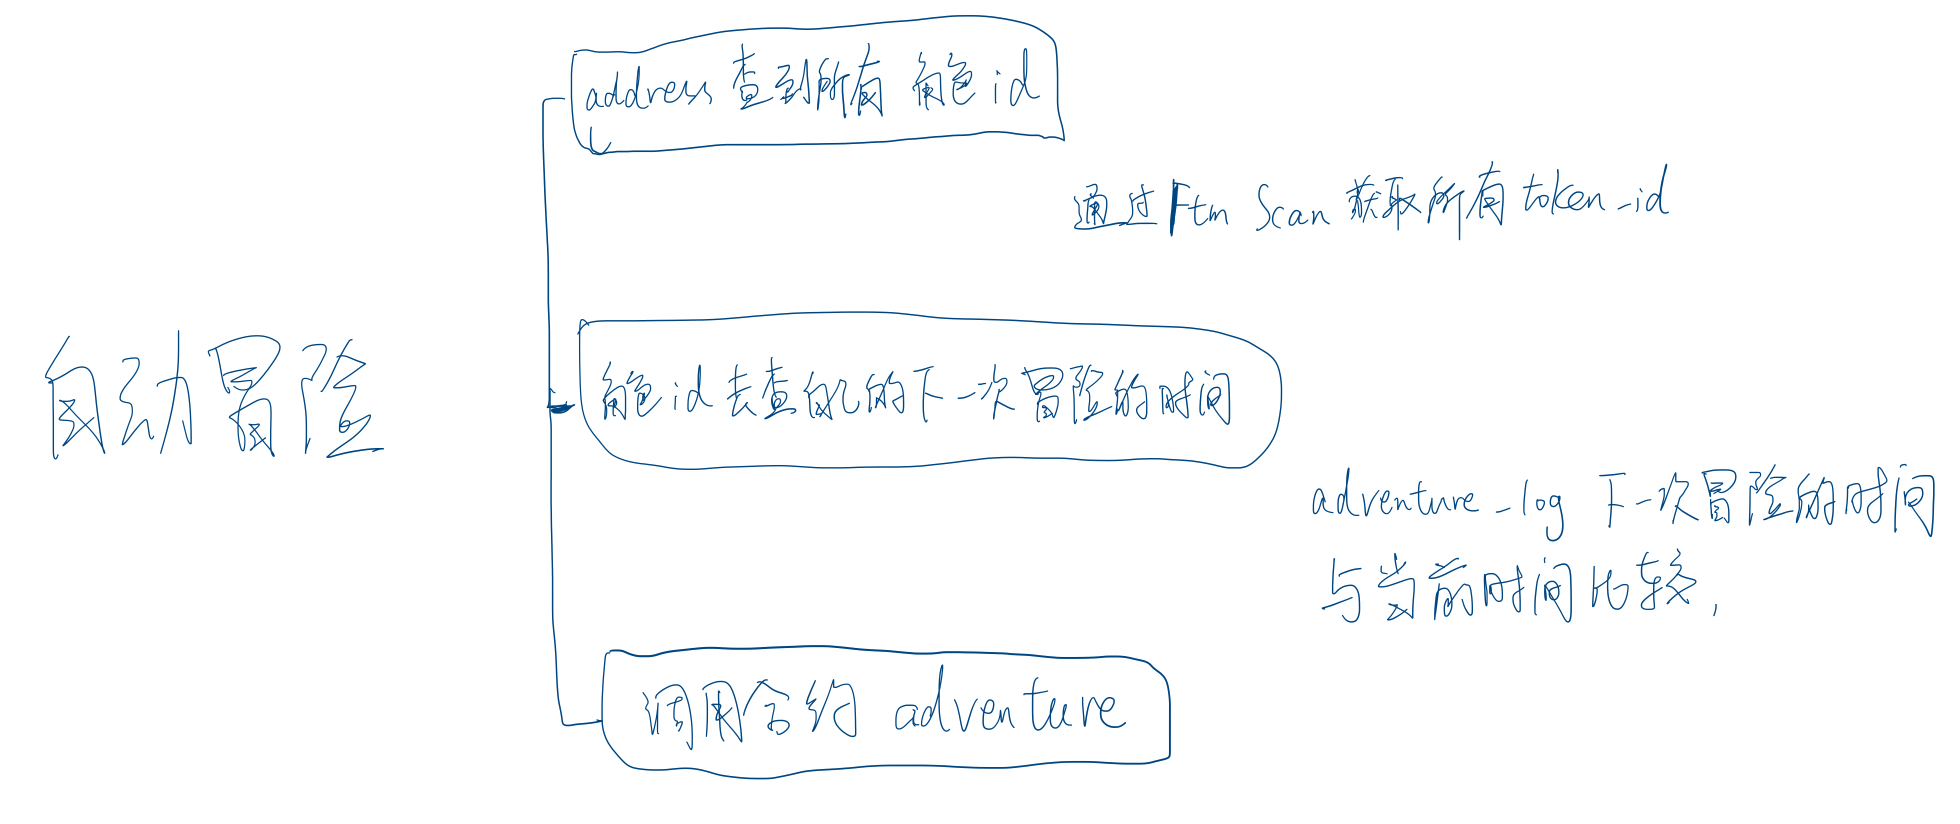 address 查到所有 角色 id
通过 Ftm Scan 获取所有 token_id
自动冒险
角色 id 去查自己的下一次冒险的时间
adventure_log 下一次冒险的时间
与当前时间比较,
调用合约 adventure